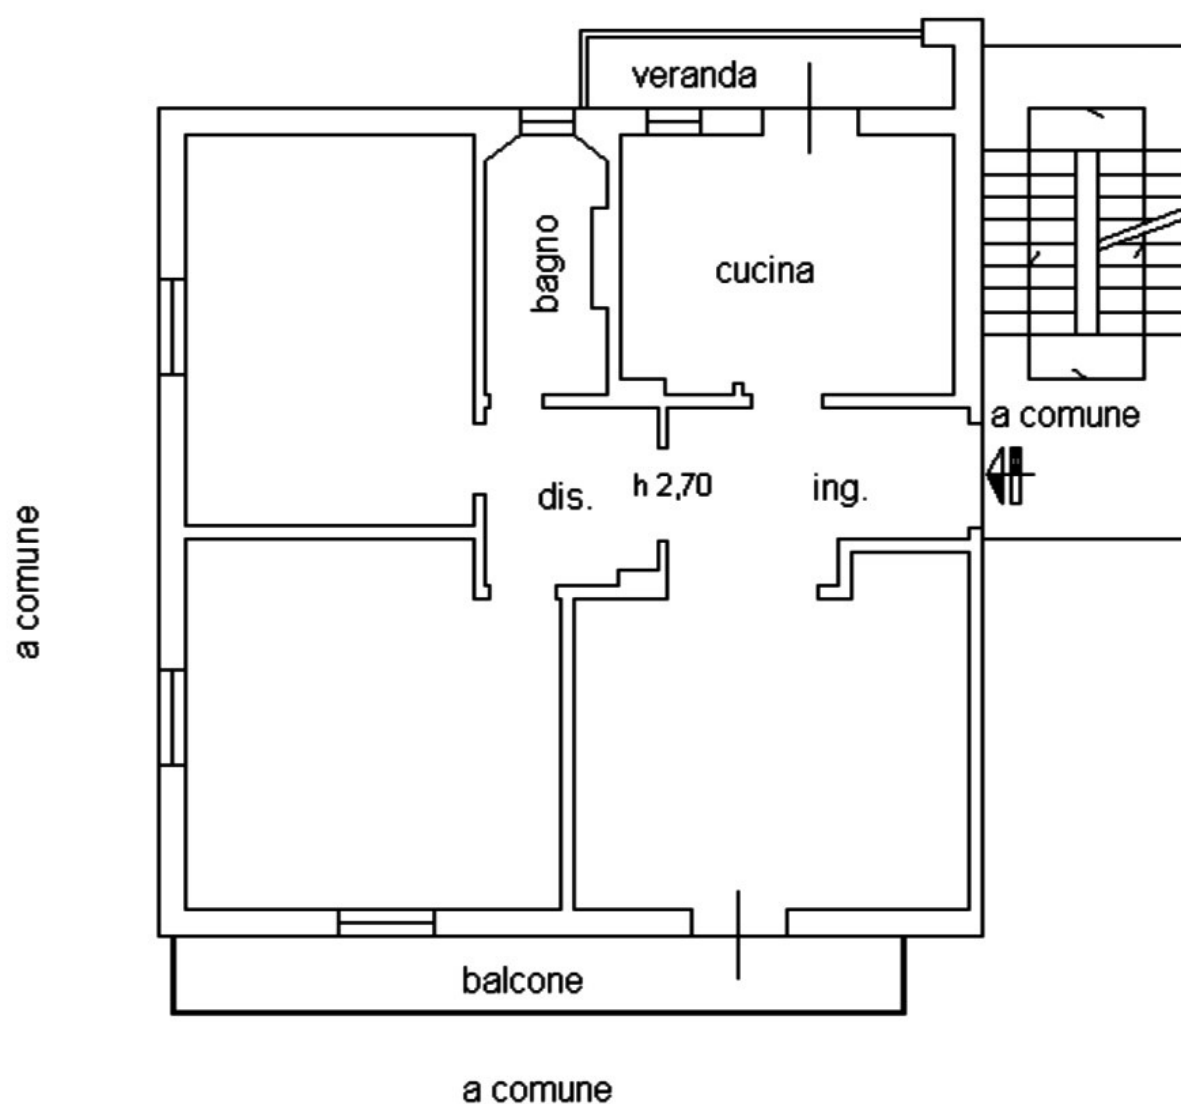 veranda
bagno
cucina
a comune
dis.
h 2,70
ing.
a comune
balcone
a comune